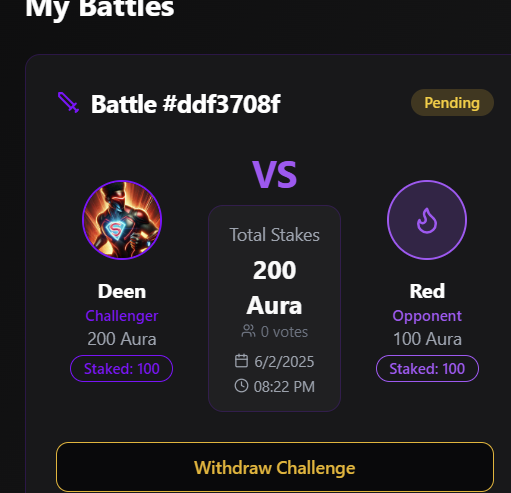 My Battles
Battle #ddf3708f
Pending
VS
Total Stakes
200
Aura
0 votes
6/2/2025
08:22 PM
Deen
Challenger
200 Aura
Staked: 100
Red
Opponent
100 Aura
Staked: 100
Withdraw Challenge